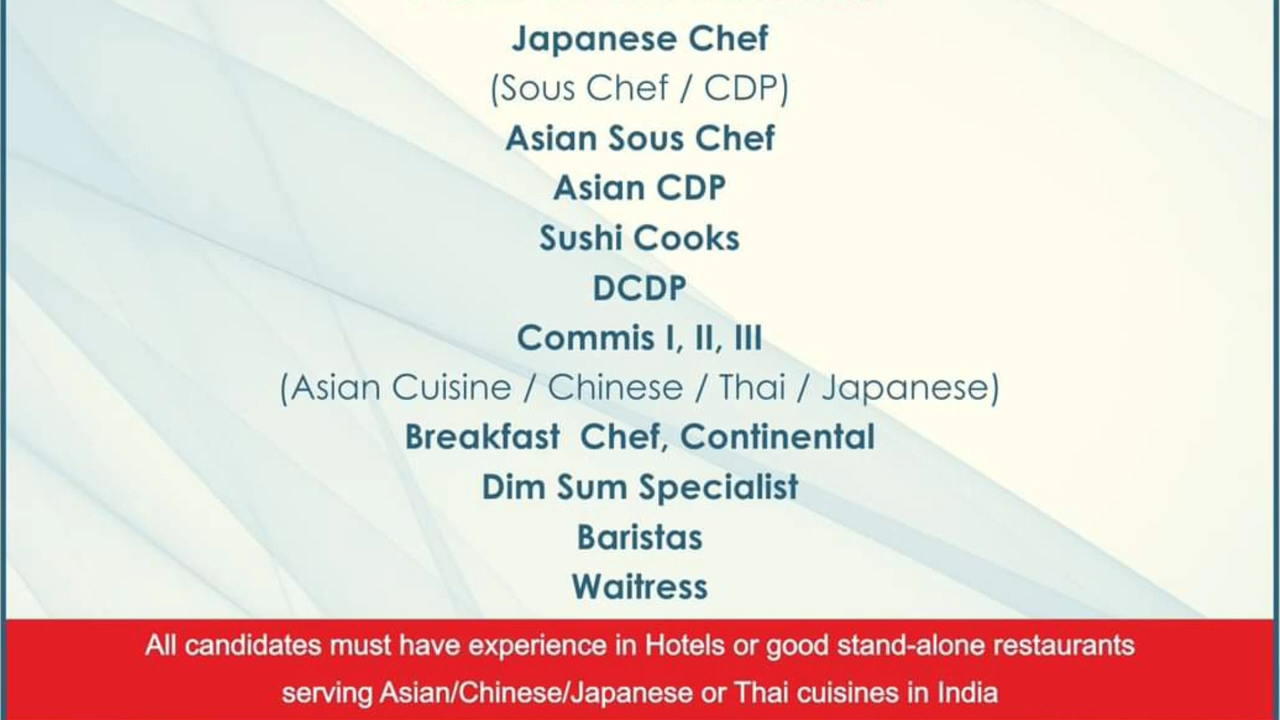 Japanese Chef
(Sous Chef / CDP)
Asian Sous Chef
Asian CDP
Sushi Cooks
DCDP
Commis I, II, III
(Asian Cuisine / Chinese / Thai / Japanese)
Breakfast  Chef, Continental
Dim Sum Specialist
Baristas
Waitress
All candidates must have experience in Hotels or good stand-alone restaurants
serving Asian/Chinese/Japanese or Thai cuisines in India